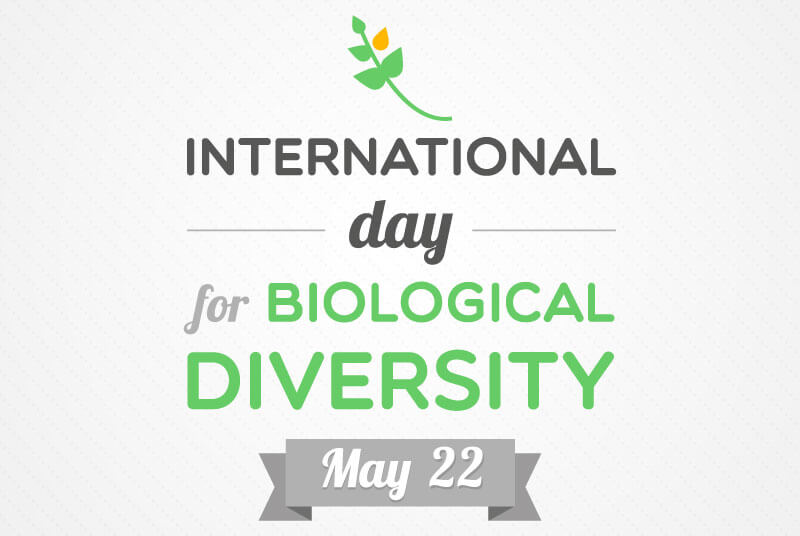 INTERNATIONAL
day
for BIOLOGICAL
DIVERSITY
May 22